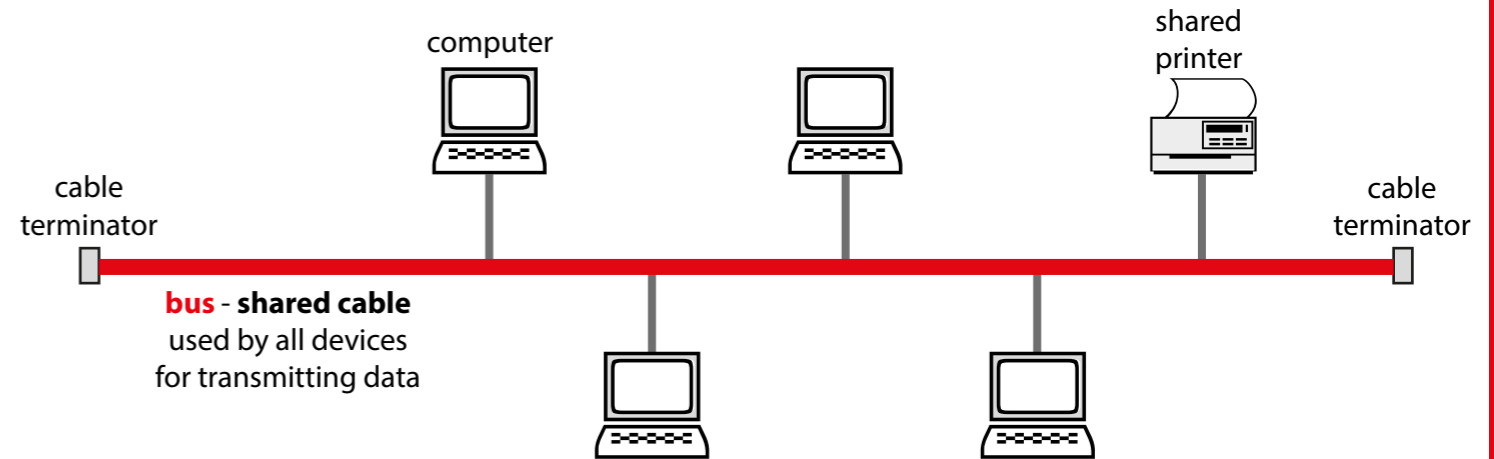 computer
shared
printer
cable
terminator
cable
terminator
bus - shared cable
used by all devices
for transmitting data